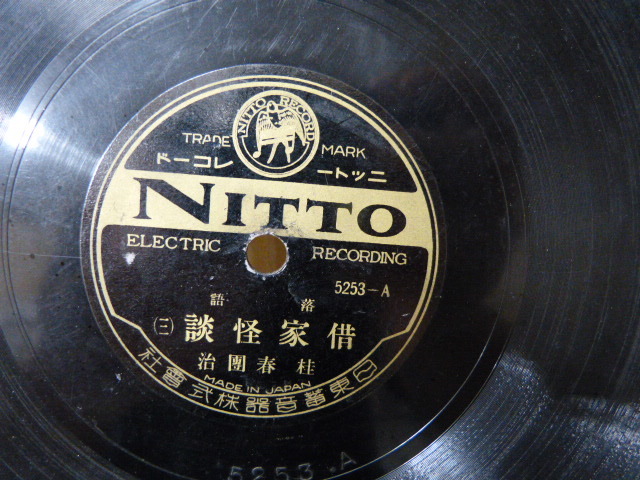 NITTO RECORD
TRADE MARK
ニットー レコード
NITTO
ELECTRIC RECORDING
5253-A
落語
借家怪談 (三)
桂春團治
MADE IN JAPAN
日東蓄音器株式會社
5253.A